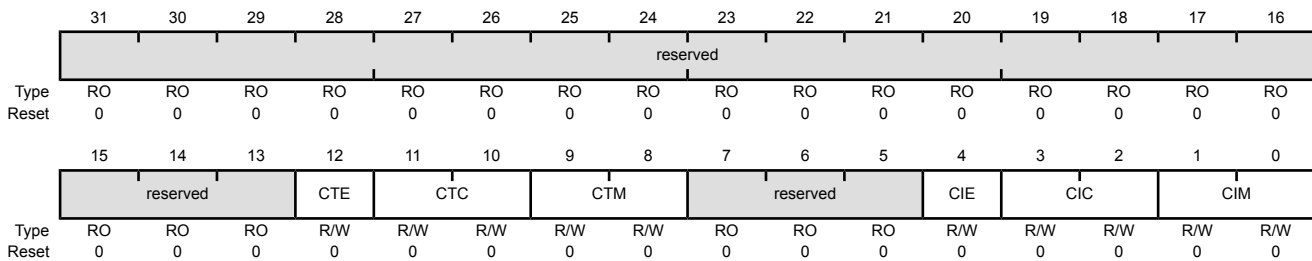 31 30 29 28 27 26 25 24 23 22 21 20 19 18 17 16
reserved
Type RO RO RO RO RO RO RO RO RO RO RO RO RO RO RO RO
Reset 0 0 0 0 0 0 0 0 0 0 0 0 0 0 0 0
15 14 13 12 11 10 9 8 7 6 5 4 3 2 1 0
reserved CTE CTC CTM reserved CIE CIC CIM
Type RO RO RO R/W R/W R/W R/W R/W RO RO RO R/W R/W R/W R/W R/W
Reset 0 0 0 0 0 0 0 0 0 0 0 0 0 0 0 0